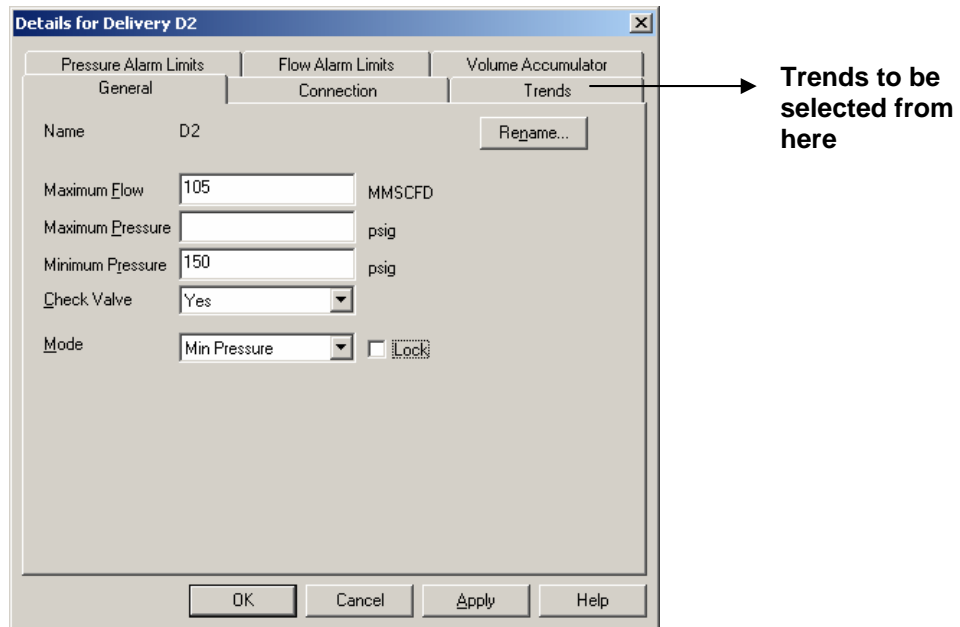 Details for Delivery D2
Pressure Alarm Limits Flow Alarm Limits Volume Accumulator
General Connection Trends
Trends to be
selected from
here
Name D2 Rename...
Maximum Flow 105 MMSCFD
Maximum Pressure psig
Minimum Pressure 150 psig
Check Valve Yes
Mode Min Pressure Lock
OK Cancel Apply Help